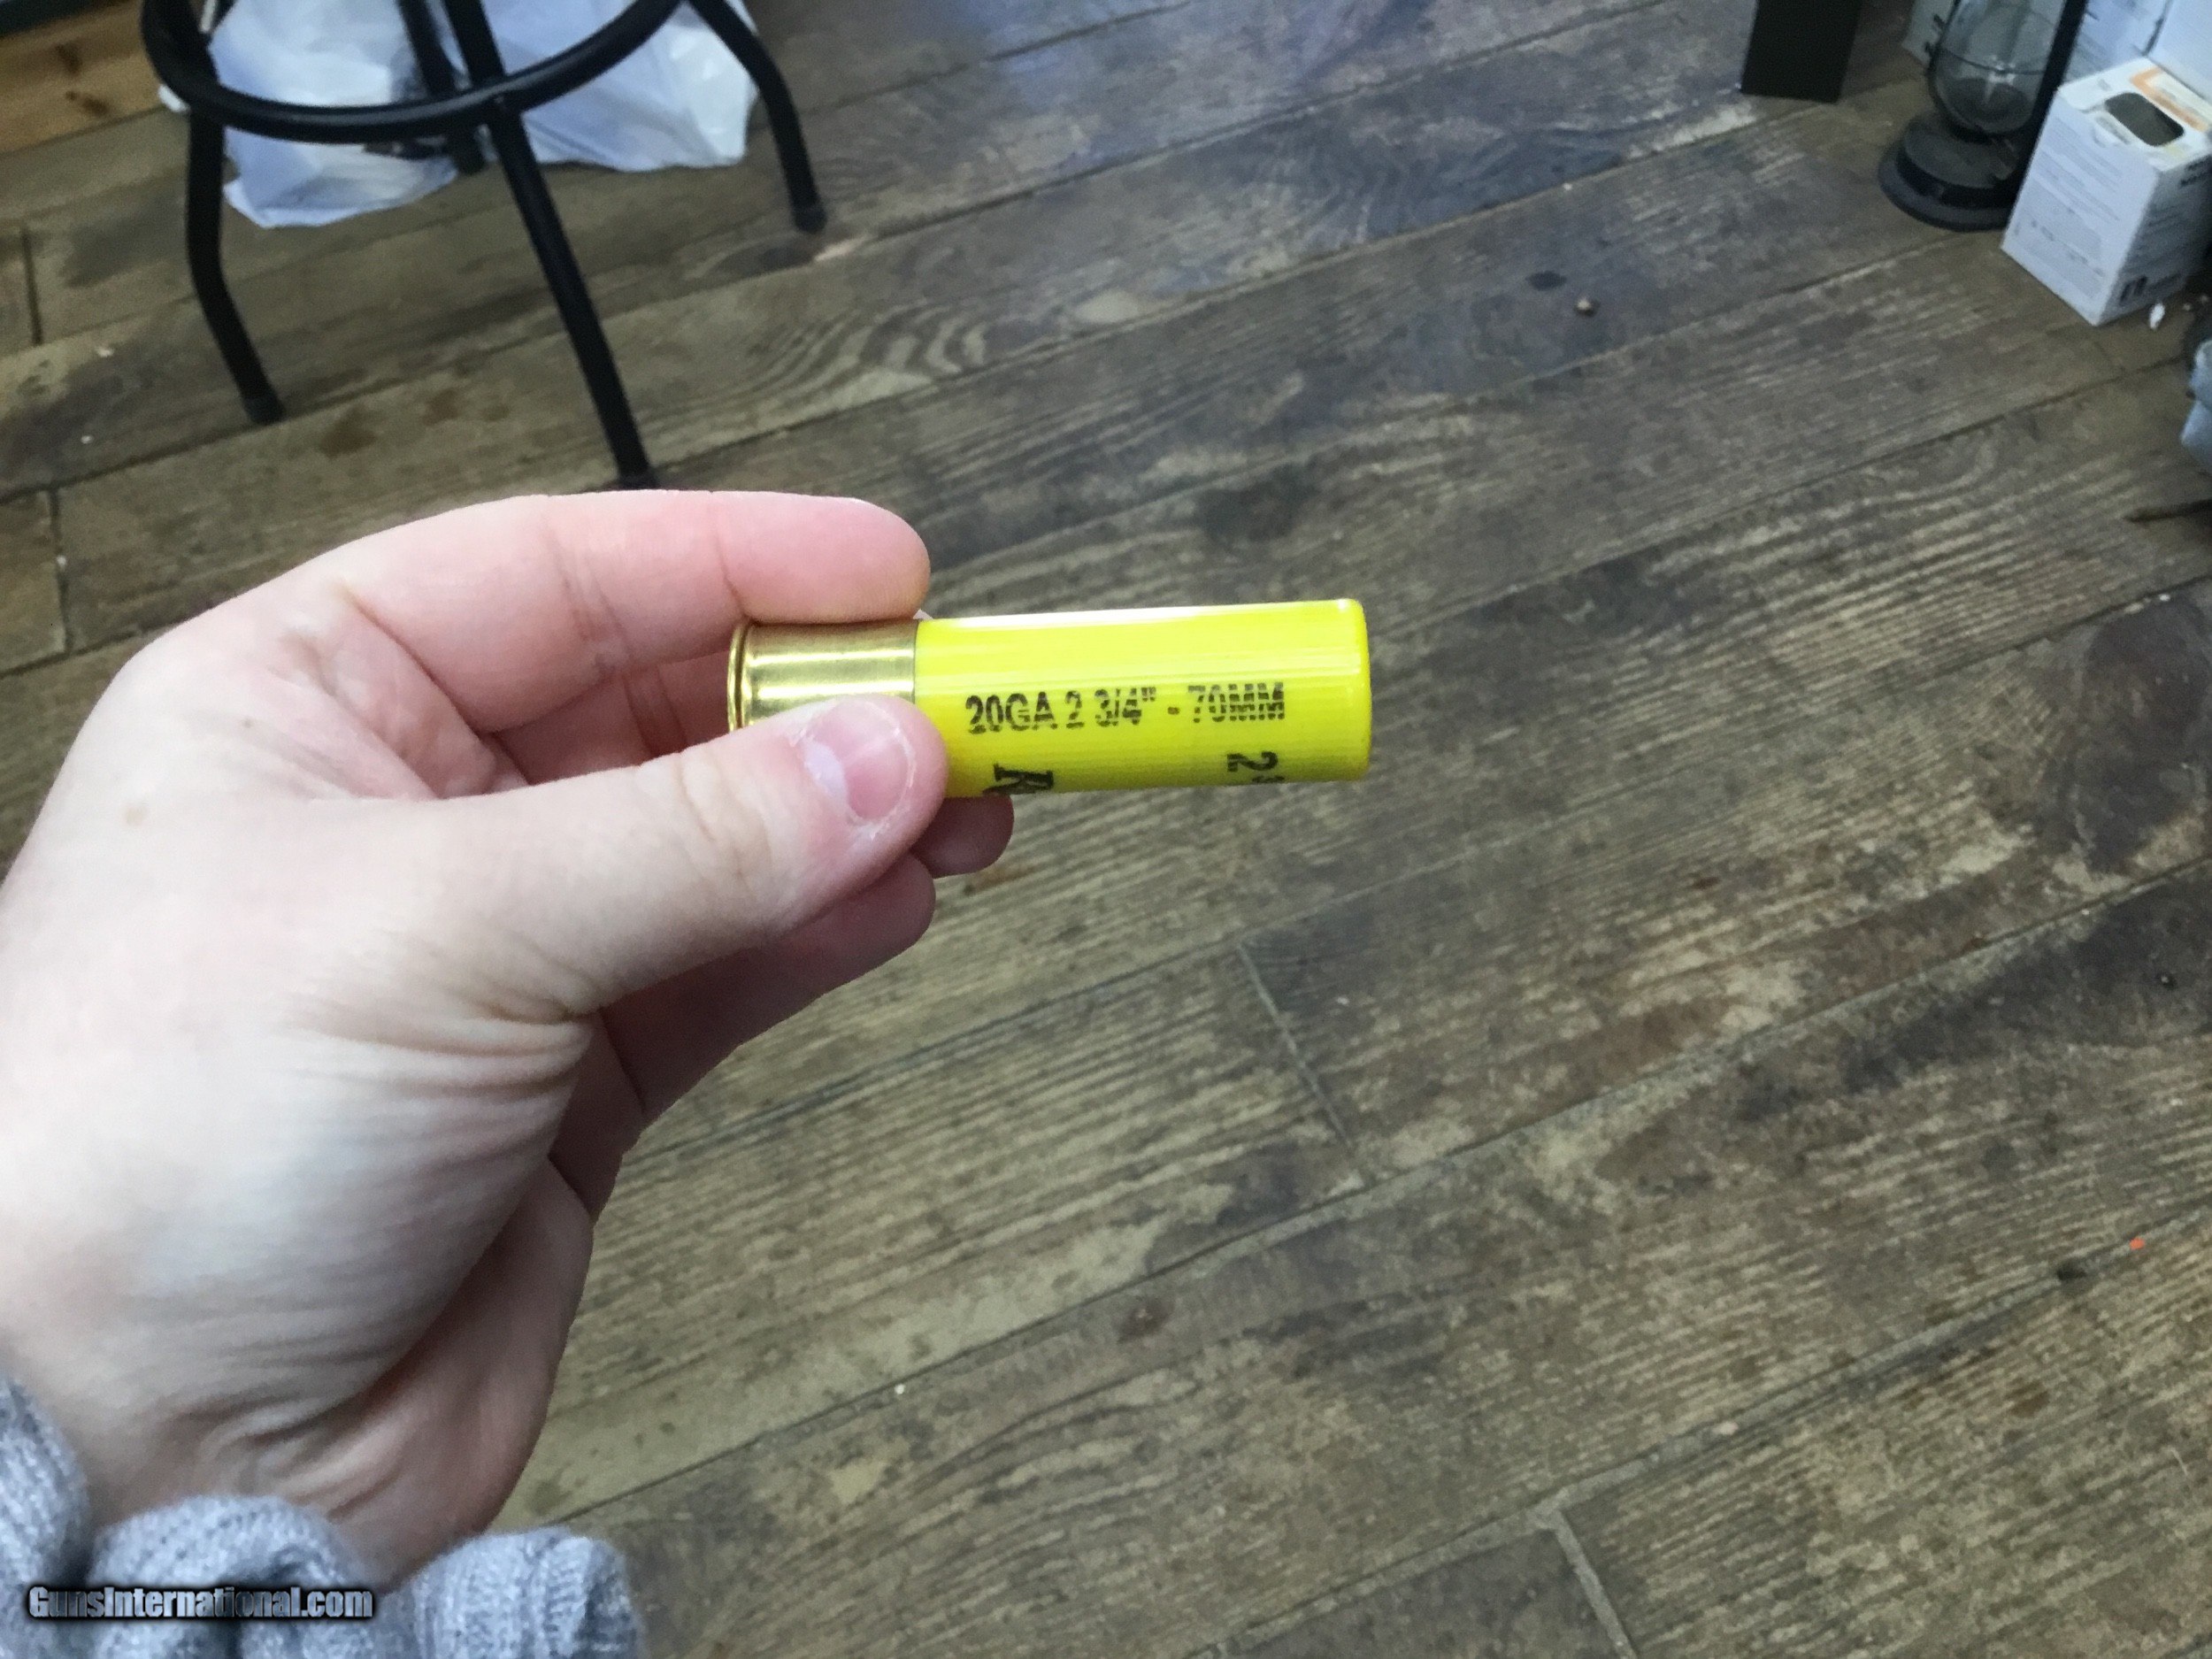 20GA 2 3/4" - 70MM
GunsInternational.com